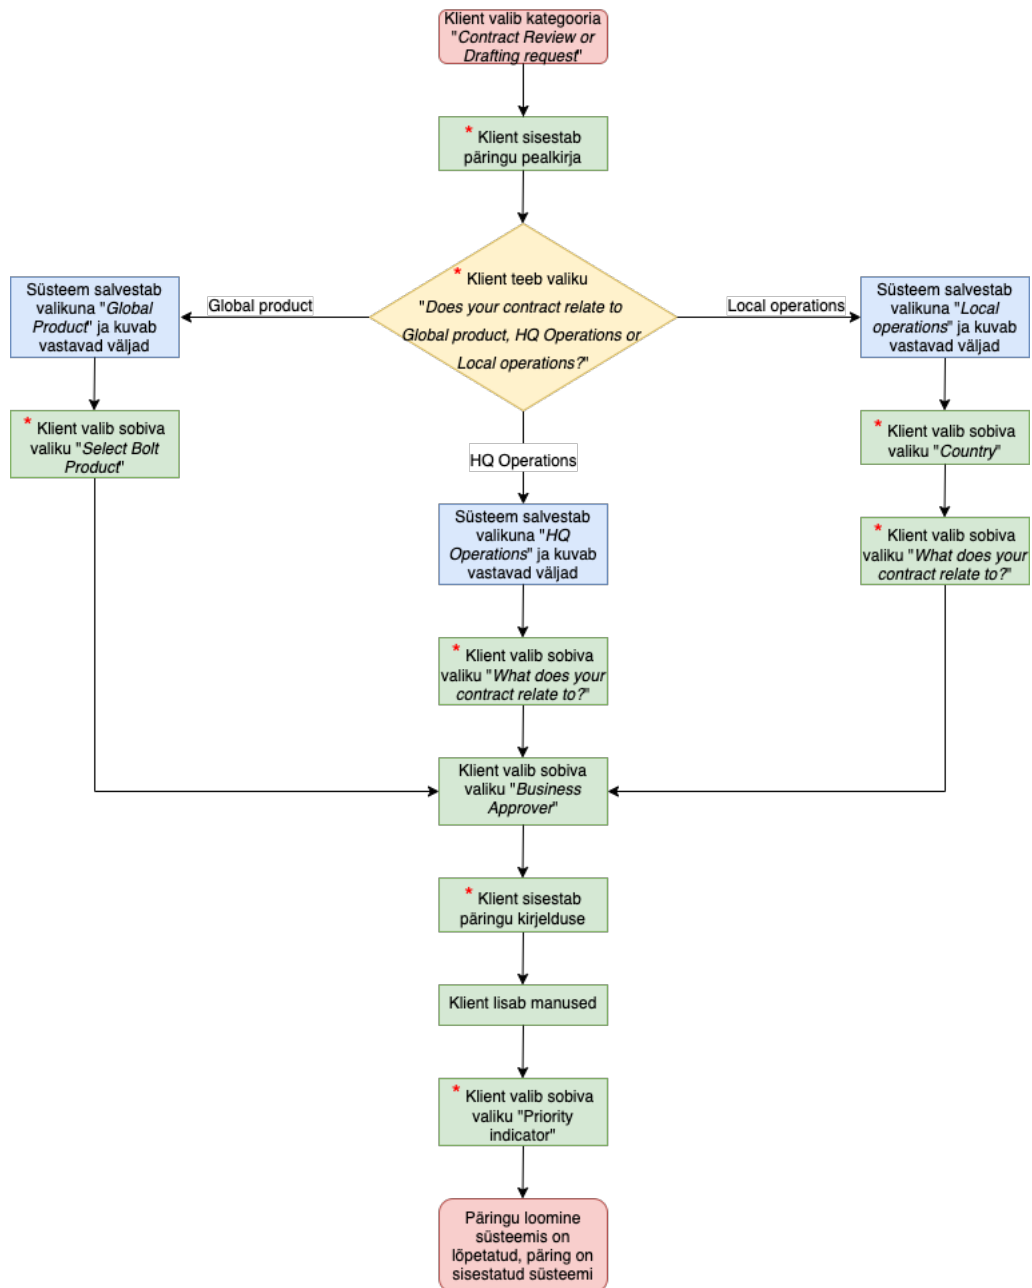 Klient valib kategooria
"Contract Review or
Drafting request"
* Klient sisestab
päringu pealkirja
* Klient teeb valiku
"Does your contract relate to
Global product, HQ Operations or
Local operations?"
Global product
Local operations
HQ Operations
Süsteem salvestab
valikuna "Global
Product" ja kuvab
vastavad väljad
* Klient valib sobiva
valiku "Select Bolt
Product"
Süsteem salvestab
valikuna "Local
operations" ja kuvab
vastavad väljad
* Klient valib sobiva
valiku "Country"
* Klient valib sobiva
valiku "What does your
contract relate to?"
Süsteem salvestab
valikuna "HQ
Operations" ja kuvab
vastavad väljad
* Klient valib sobiva
valiku "What does your
contract relate to?"
Klient valib sobiva
valiku "Business
Approver"
* Klient sisestab
päringu kirjelduse
Klient lisab manused
* Klient valib sobiva
valiku "Priority
indicator"
Päringu loomine
süsteemis on
lõpetatud, päring on
sisestatud süsteemi